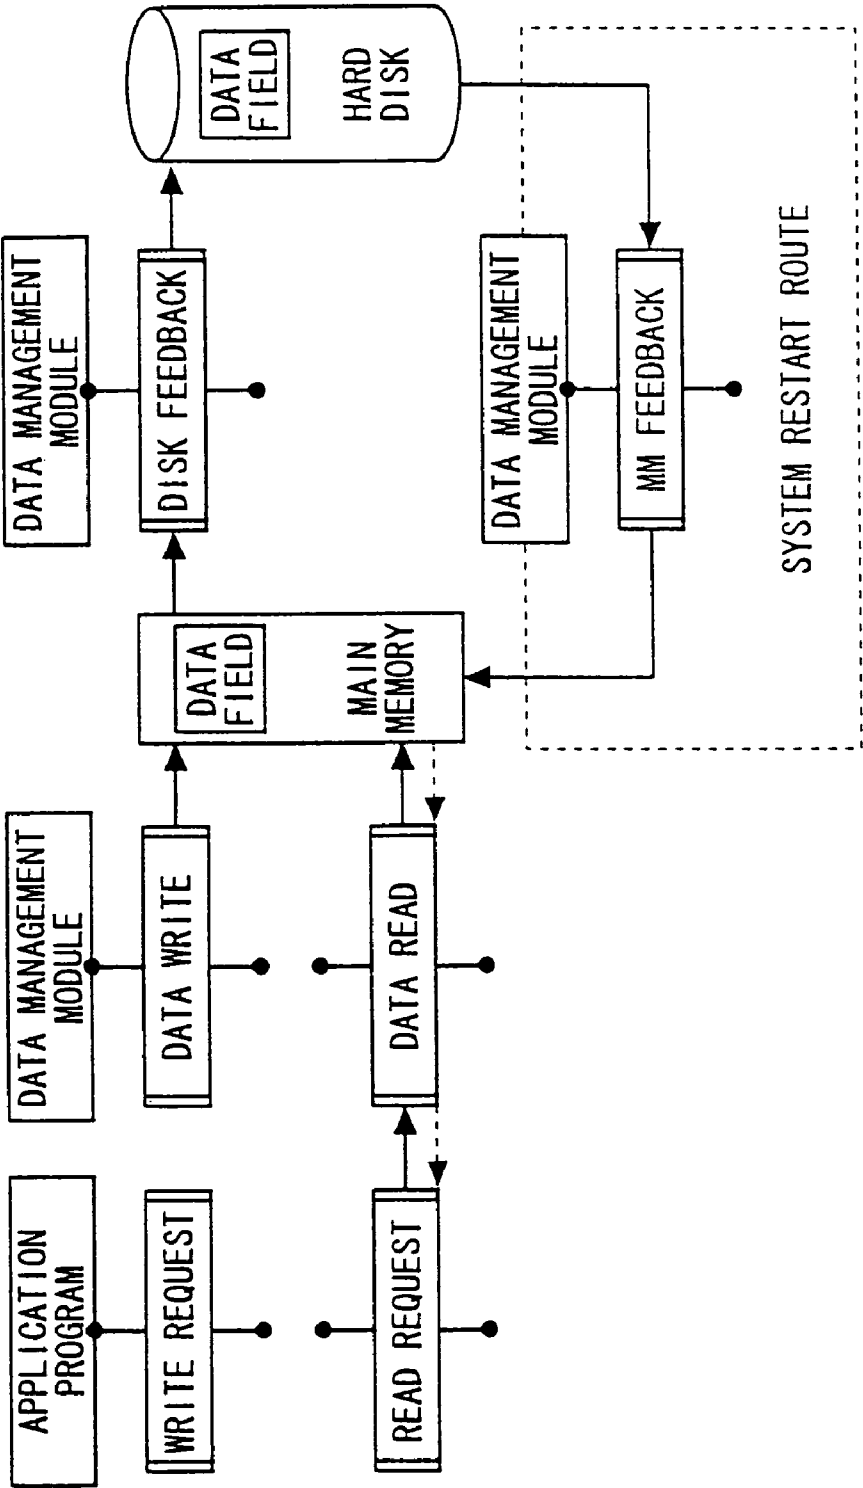 APPLICATION
PROGRAM
DATA MANAGEMENT
MODULE
DATA MANAGEMENT
MODULE
WRITE REQUEST
DATA WRITE
DISK FEEDBACK
DATA
FIELD
MAIN
MEMORY
DATA
FIELD
HARD
DISK
READ REQUEST
DATA READ
DATA MANAGEMENT
MODULE
MM FEEDBACK
SYSTEM RESTART ROUTE